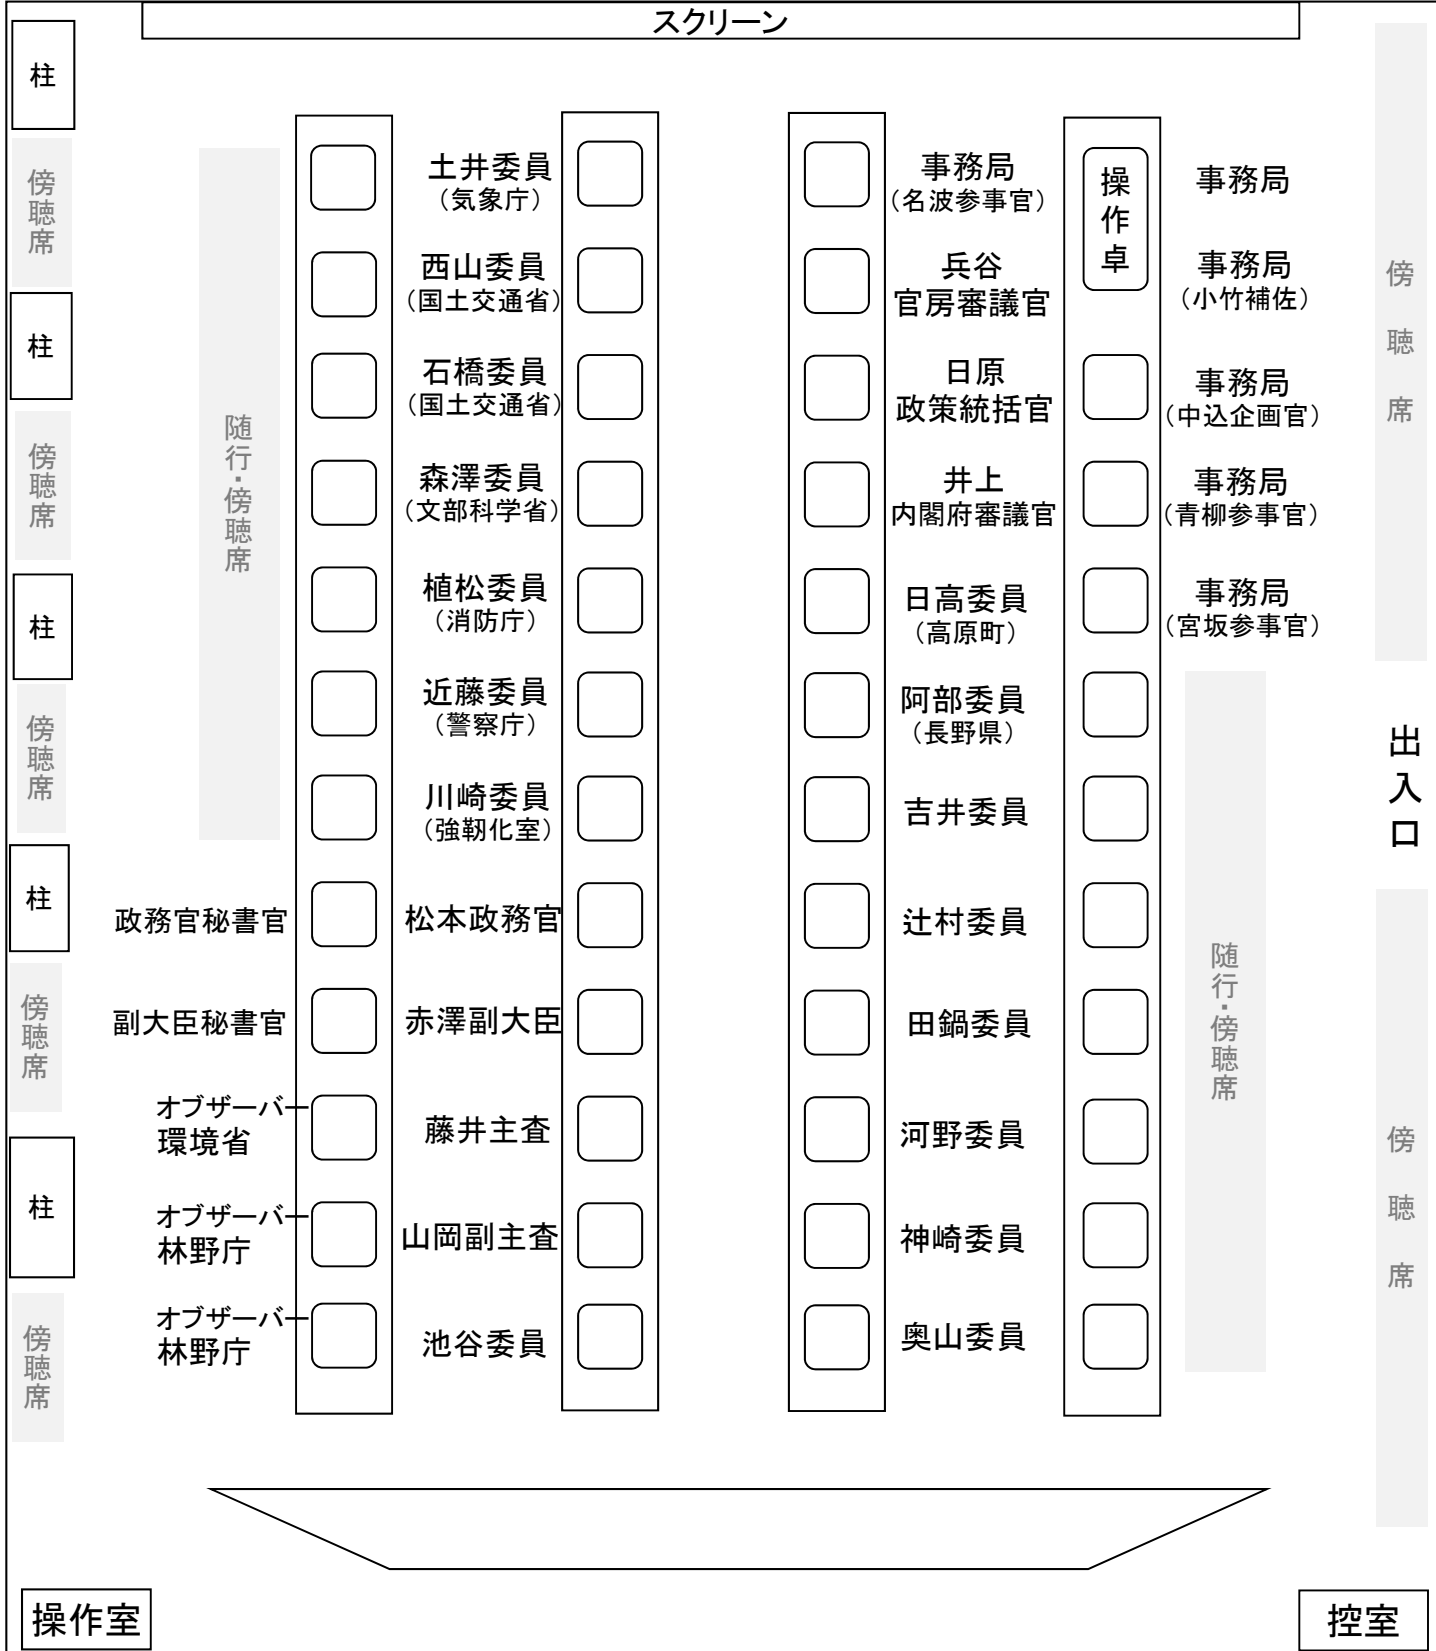 スクリーン
柱
傍聴席
柱
傍聴席
柱
傍聴席
柱
傍聴席
柱
傍聴席
随行・傍聴席
政務官秘書官
副大臣秘書官
オブザーバー
環境省
オブザーバー
林野庁
オブザーバー
林野庁
土井委員
（気象庁）
西山委員
（国土交通省）
石橋委員
（国土交通省）
森澤委員
（文部科学省）
植松委員
（消防庁）
近藤委員
（警察庁）
川崎委員
（強靭化室）
松本政務官
赤澤副大臣
藤井主査
山岡副主査
池谷委員
事務局
（名波参事官）
兵谷
官房審議官
日原
政策統括官
井上
内閣府審議官
日高委員
（高原町）
阿部委員
（長野県）
吉井委員
辻村委員
田鍋委員
河野委員
神崎委員
奥山委員
操作卓
事務局
事務局
（小竹補佐）
事務局
（中込企画官）
事務局
（青柳参事官）
事務局
（宮坂参事官）
随行・傍聴席
傍聴席
出入口
傍聴席
操作室
控室